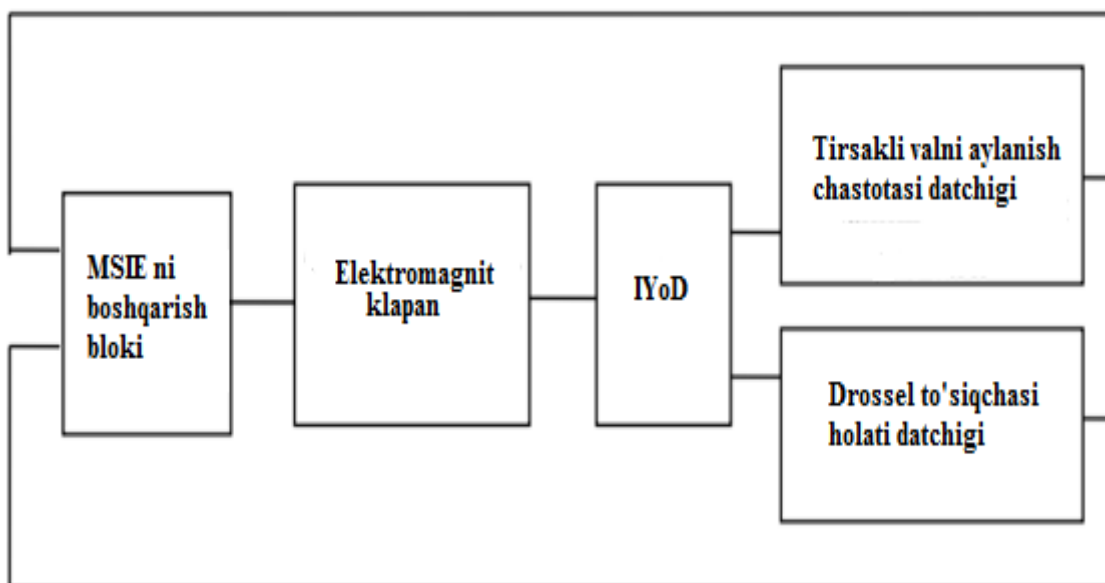 MSIE ni
boshqarish
bloki
Elektromagnit
klapan
IYoD
Tirsakli valni aylanish
chastotasi datchigi
Drossel to'siqchasi
holati datchigi